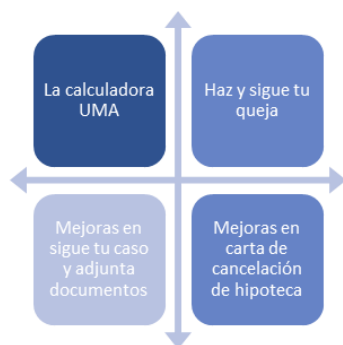 La calculadora
UMA
Haz y sigue tu
queja
Mejoras en
sigue tu caso
y adjunta
documentos
Mejoras en
carta de
cancelación
de hipoteca